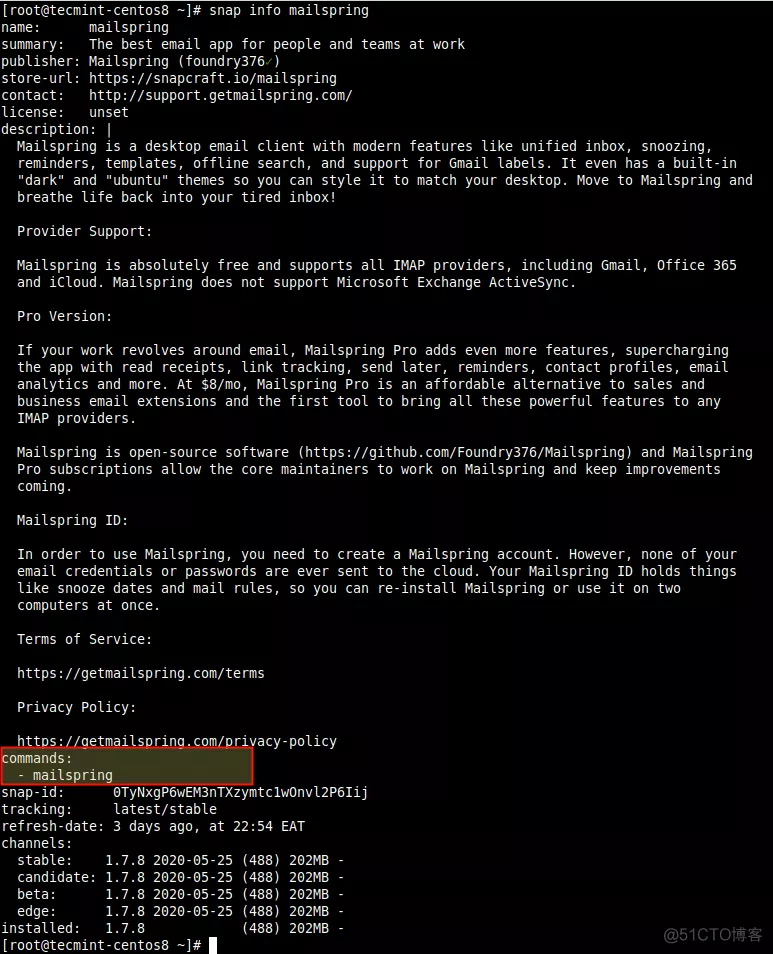 [root@tecmint-centos8 ~]# snap info mailspring
name:      mailspring
summary:   The best email app for people and teams at work
publisher: Mailspring (foundry376✓)
store-url: https://snapcraft.io/mailspring
contact:   http://support.getmailspring.com/
license:   unset
description: |
  Mailspring is a desktop email client with modern features like unified inbox, snoozing,
  reminders, templates, offline search, and support for Gmail labels. It even has a built-in
  "dark" and "ubuntu" themes so you can style it to match your desktop. Move to Mailspring and
  breathe life back into your tired inbox!
  Provider Support:
  Mailspring is absolutely free and supports all IMAP providers, including Gmail, Office 365
  and iCloud. Mailspring does not support Microsoft Exchange ActiveSync.
  Pro Version:
  If your work revolves around email, Mailspring Pro adds even more features, supercharging
  the app with read receipts, link tracking, send later, reminders, contact profiles, email
  analytics and more. At $8/mo, Mailspring Pro is an affordable alternative to sales and
  business email extensions and the first tool to bring all these powerful features to any
  IMAP providers.
  Mailspring is open-source software (https://github.com/Foundry376/Mailspring) and Mailspring
  Pro subscriptions allow the core maintainers to work on Mailspring and keep improvements
  coming.
  Mailspring ID:
  In order to use Mailspring, you need to create a Mailspring account. However, none of your
  email credentials or passwords are ever sent to the cloud. Your Mailspring ID holds things
  like snooze dates and mail rules, so you can re-install Mailspring or use it on two
  computers at once.
  Terms of Service:
  https://getmailspring.com/terms
  Privacy Policy:
  https://getmailspring.com/privacy-policy
commands:
  - mailspring
snap-id:      0TyNxgP6wEM3nTXzymtc1wOnvl2P6Iij
tracking:     latest/stable
refresh-date: 3 days ago, at 22:54 EAT
channels:
  stable:    1.7.8 2020-05-25 (488) 202MB -
  candidate: 1.7.8 2020-05-25 (488) 202MB -
  beta:      1.7.8 2020-05-25 (488) 202MB -
  edge:      1.7.8 2020-05-25 (488) 202MB -
installed:   1.7.8            (488) 202MB -
[root@tecmint-centos8 ~]#
@51CTO博客